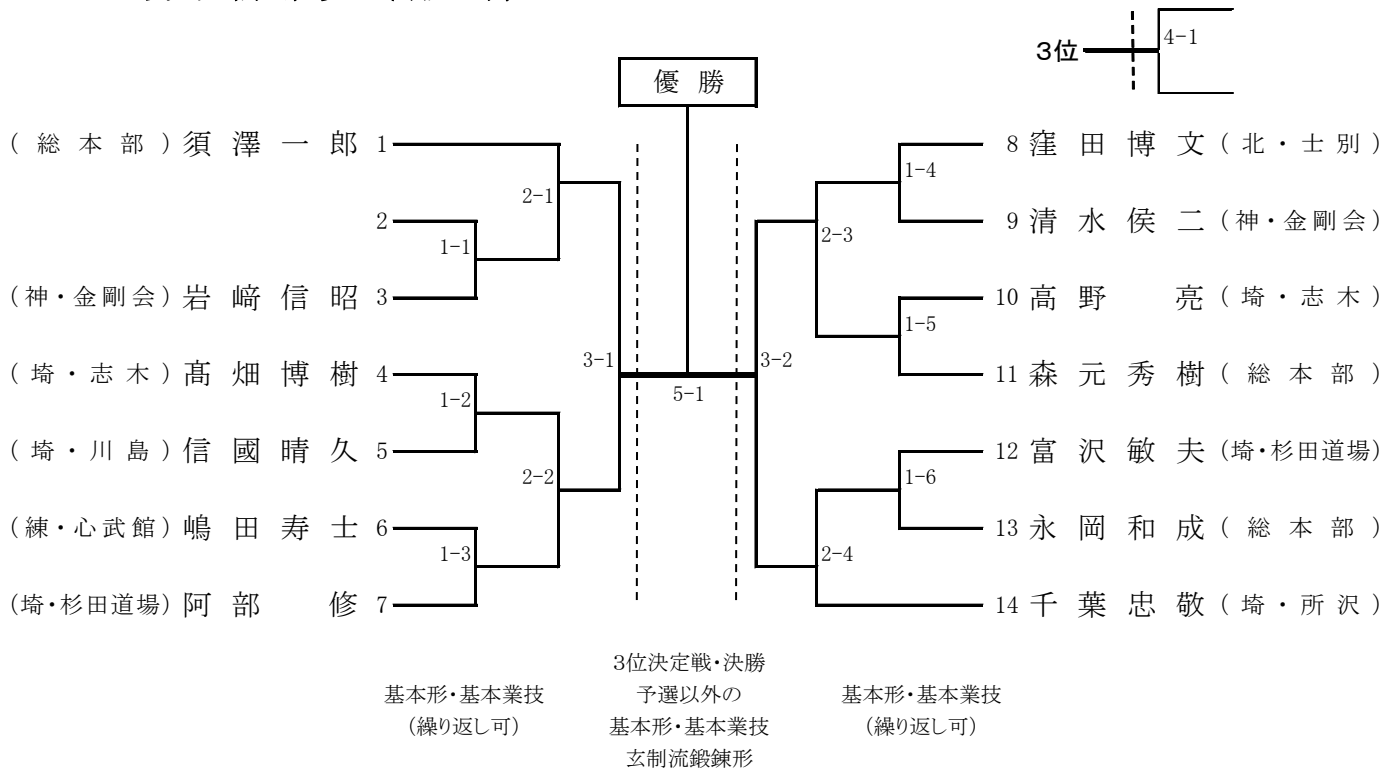 3位
4-1
優勝
(総本部) 須澤一郎 1
2-1
2
1-1
(神・金剛会) 岩﨑信昭 3
3-1
(埼・志木) 髙畑博樹 4
1-2
(埼・川島) 信國晴久 5
2-2
(練・心武館) 嶋田寿士 6
1-3
(埼・杉田道場) 阿部 修 7
5-1
8 窪田博文 (北・士別)
1-4
9 清水侯二 (神・金剛会)
2-3
10 高野 亮 (埼・志木)
1-5
3-2
11 森元秀樹 (総本部)
12 富沢敏夫 (埼・杉田道場)
1-6
13 永岡和成 (総本部)
2-4
14 千葉忠敬 (埼・所沢)
基本形・基本業技
(繰り返し可)
3位決定戦・決勝
予選以外の
基本形・基本業技
玄制流鍛錬形
基本形・基本業技
(繰り返し可)